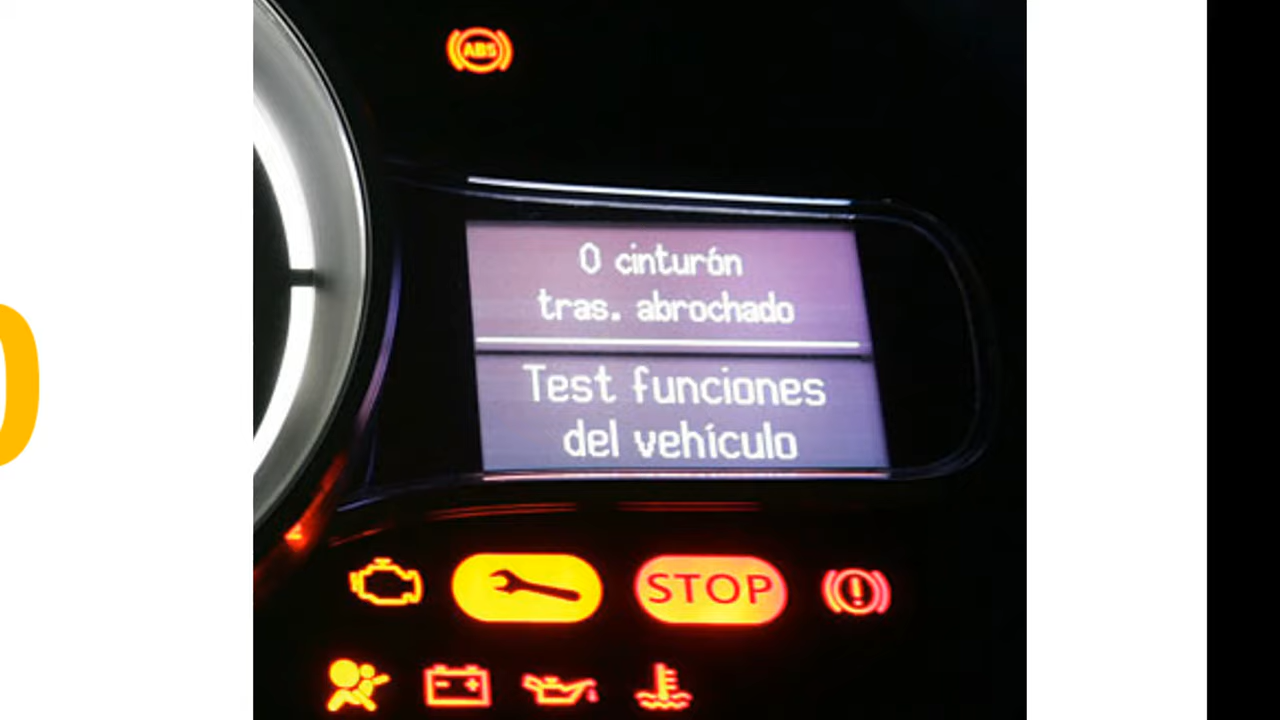 ABS
0 cinturón
tras. abrochado
Test funciones
del vehículo
STOP